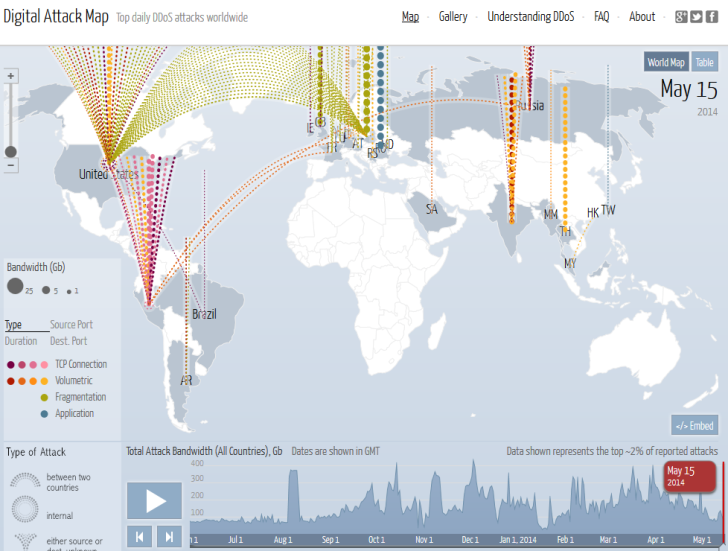 Digital Attack Map Top daily DDoS attacks worldwide
Map · Gallery · Understanding DDoS · FAQ · About
World Map Table
May 15
2014
Russia
IE GB
FR
AT
RS
United States
SA
MM
HK TW
TH
MY
Brazil
AR
Bandwidth (Gb)
25 5 1
Type Source Port
Duration Dest. Port
TCP Connection
Volumetric
Fragmentation
Application
</> Embed
Type of Attack
between two
countries
internal
either source or
dest. unknown
Total Attack Bandwidth (All Countries), Gb Dates are shown in GMT Data shown represents the top ~2% of reported attacks
400
300
200
100
May 15
2014
Jul 1 Aug 1 Sep 1 Oct 1 Nov 1 Dec 1 Jan 1, 2014 Feb 1 Mar 1 Apr 1 May 1